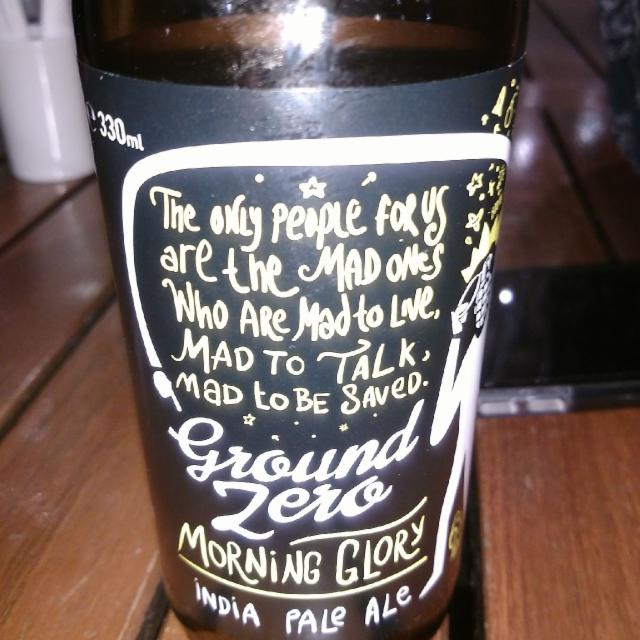 e 330ml
The only people for us
are the MAD ones
Who Are Mad to Live,
MAD TO TALK,
mad to BE SAVED.
Ground
Zero
MORNiNG GLORY
iNDiA PALe ALe